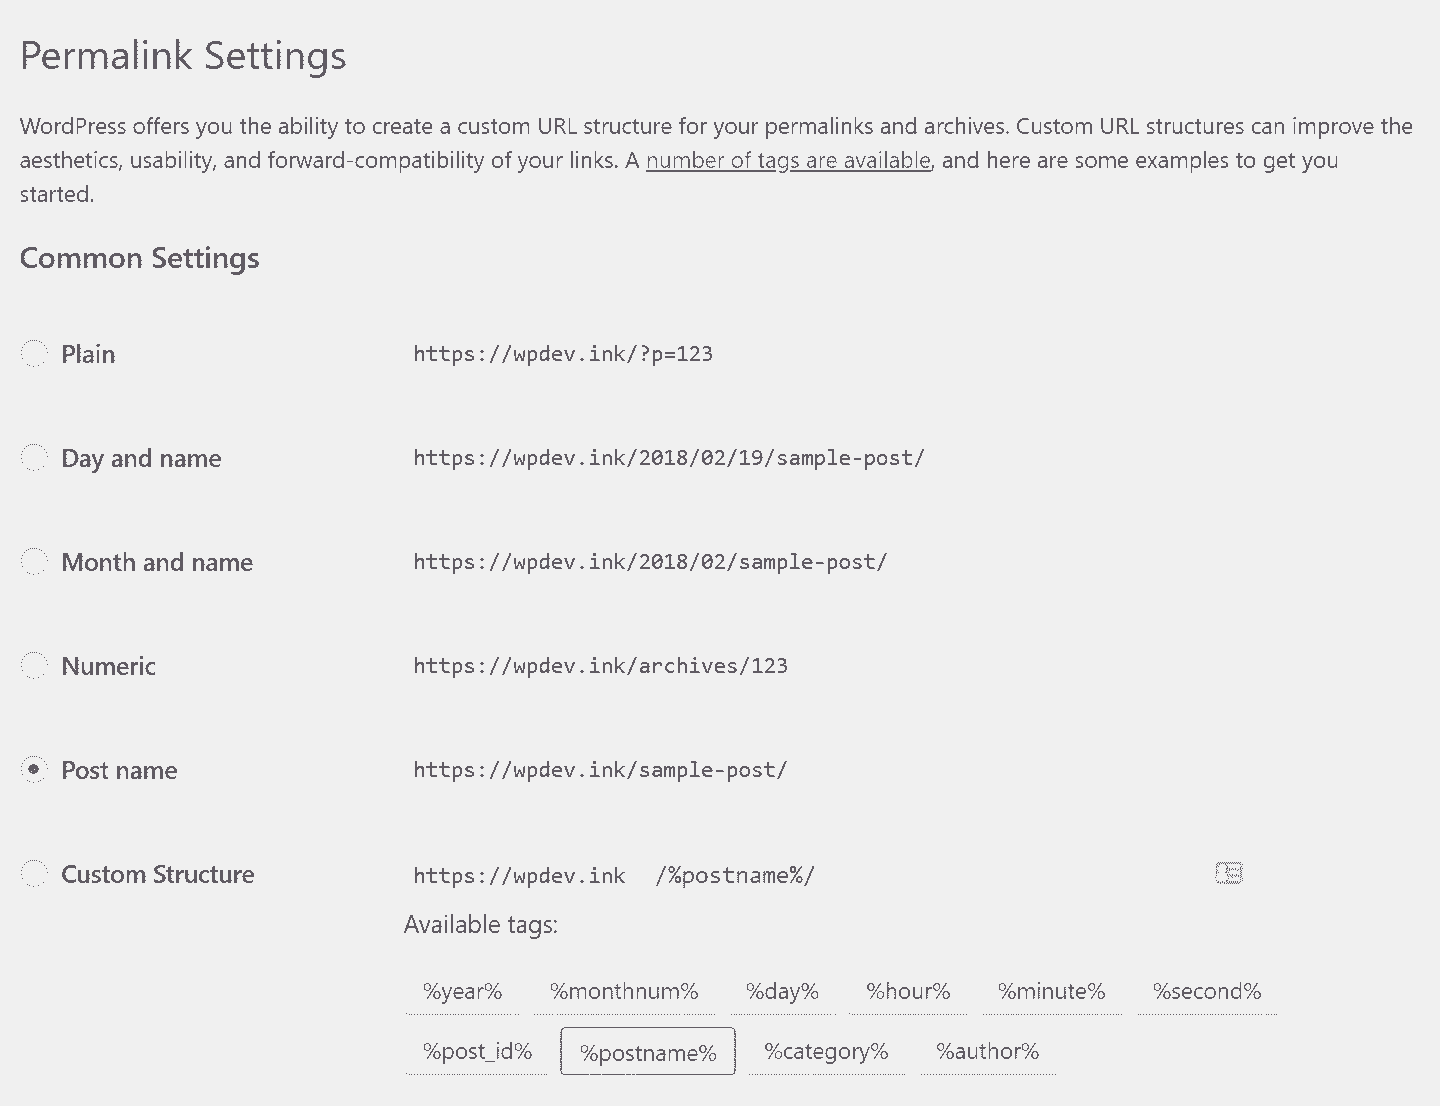 Permalink Settings
WordPress offers you the ability to create a custom URL structure for your permalinks and archives. Custom URL structures can improve the
aesthetics, usability, and forward-compatibility of your links. A number of tags are available, and here are some examples to get you
started.
Common Settings
Plain https://wpdev.ink/?p=123
Day and name https://wpdev.ink/2018/02/19/sample-post/
Month and name https://wpdev.ink/2018/02/sample-post/
Numeric https://wpdev.ink/archives/123
Post name https://wpdev.ink/sample-post/
Custom Structure https://wpdev.ink /%postname%/
Available tags:
%year% %monthnum% %day% %hour% %minute% %second%
%post_id% %postname% %category% %author%